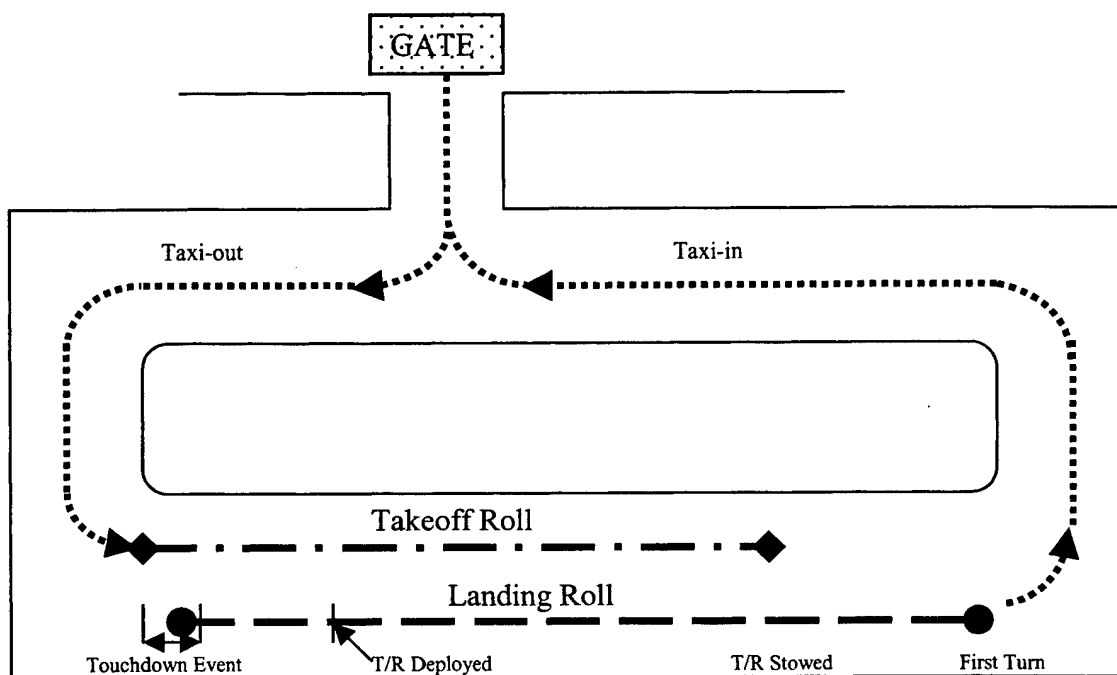 GATE
Taxi-out
Taxi-in
Takeoff Roll
Landing Roll
Touchdown Event
T/R Deployed
T/R Stowed
First Turn